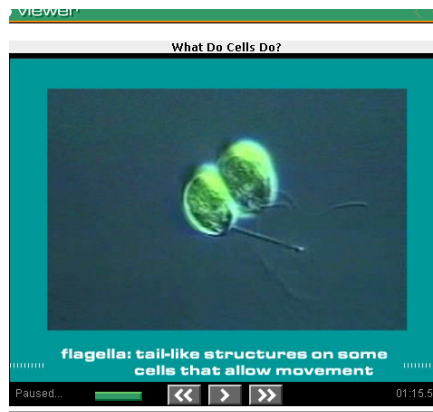 viewer
What Do Cells Do?
flagella: tail-like structures on some
cells that allow movement
Paused...
01:15.5